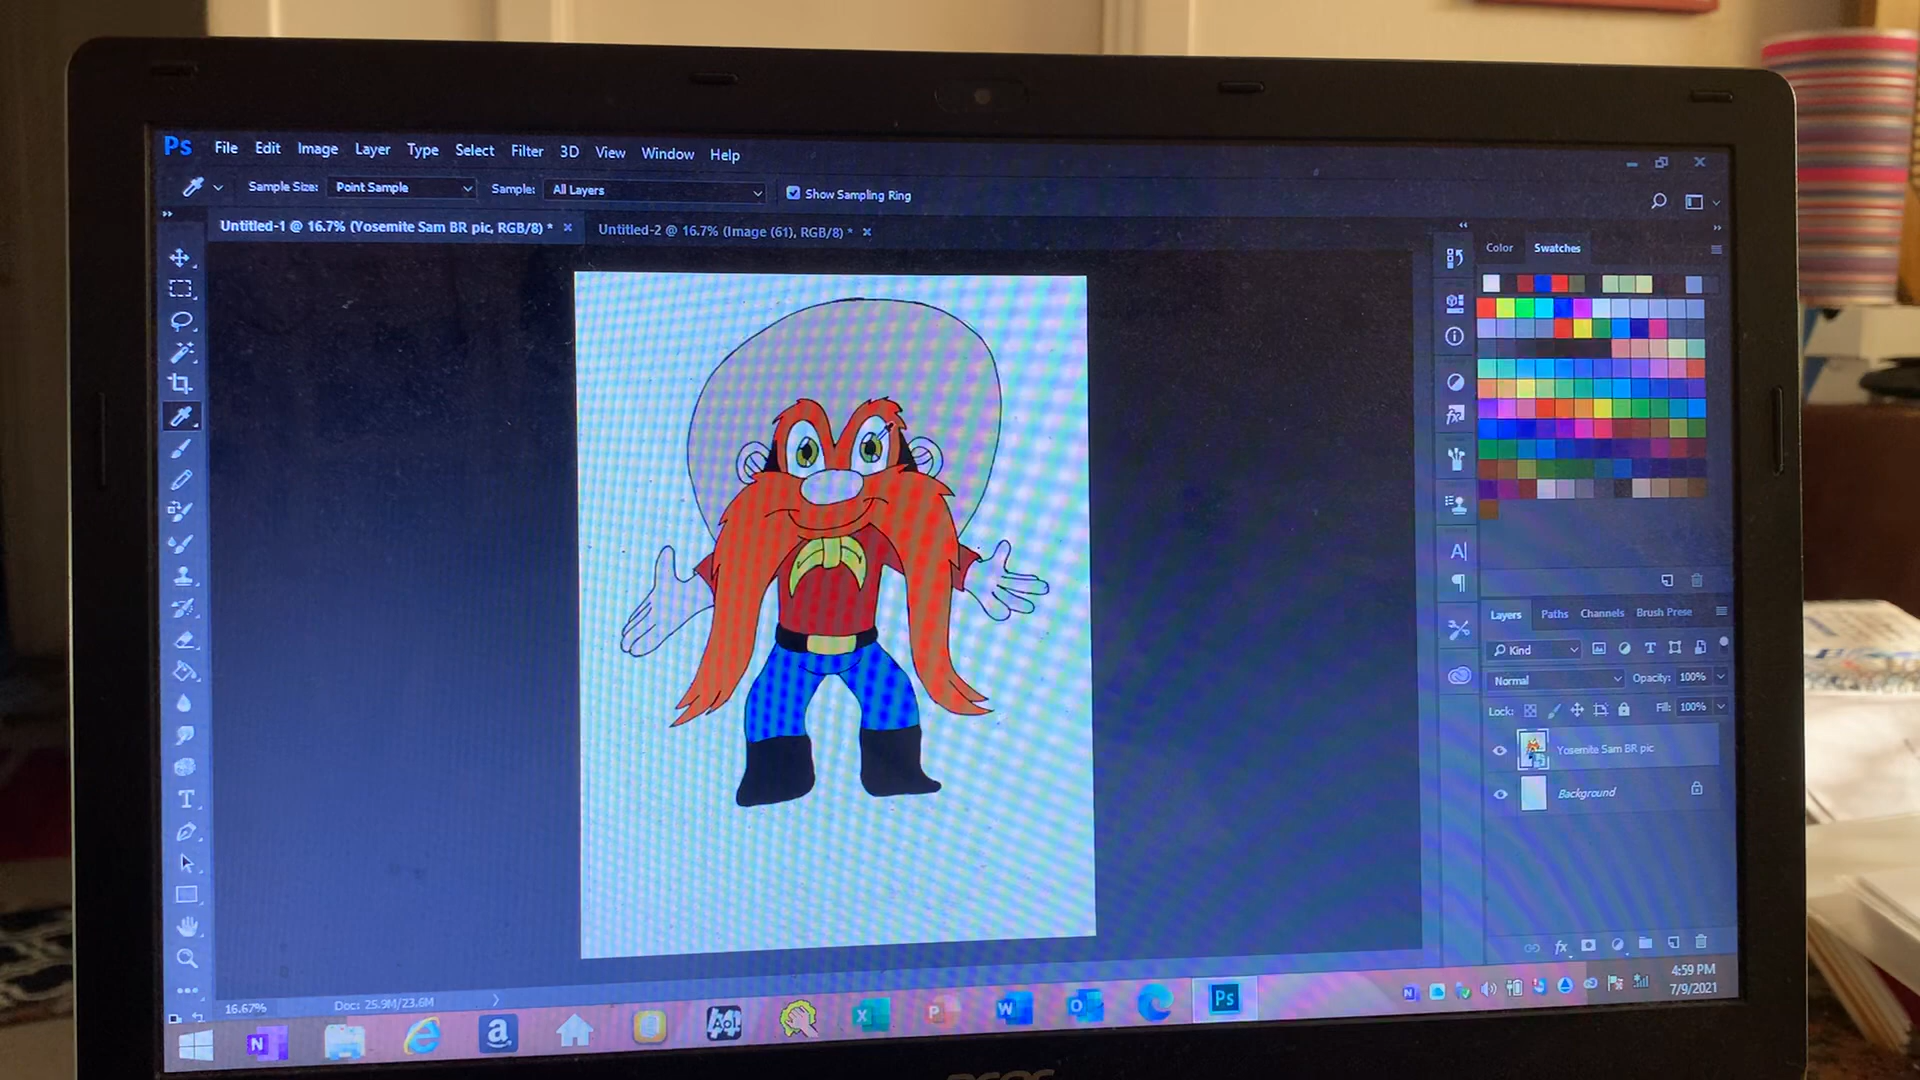 Ps File Edit Image Layer Type Select Filter 3D View Window Help
Sample Size: Point Sample Sample: All Layers Show Sampling Ring
Untitled-1 @ 16.7% (Yosemite Sam BR pic, RGB/8) * × Untitled-2 @ 16.7% (Image (61), RGB/8) * ×
Color Swatches
Layers Paths Channels Brush Prese
Kind
Normal Opacity: 100%
Lock: Fill: 100%
Yosemite Sam BR pic
Background
16.67% Doc: 25.9M/23.6M
4:59 PM
7/9/2021
N a Aol. X P W O Ps
acer